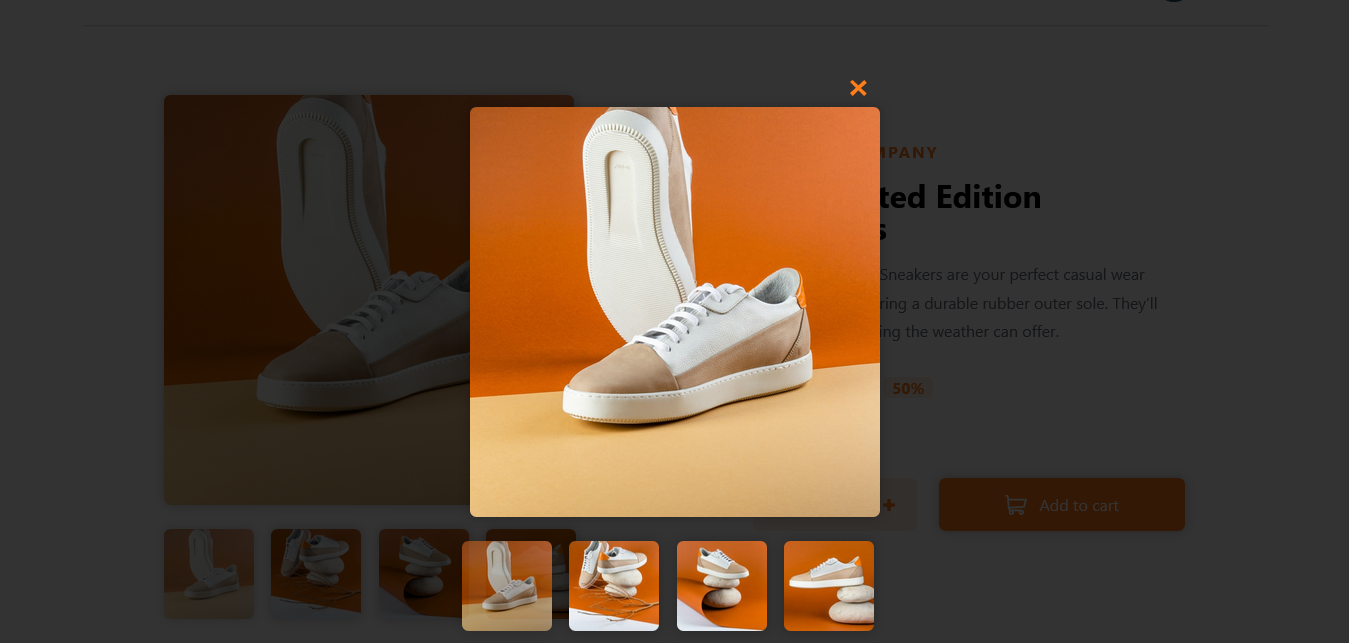 MPANY
ted Edition
s
Sneakers are your perfect casual wear
ring a durable rubber outer sole. They'll
ing the weather can offer.
50%
+
Add to cart